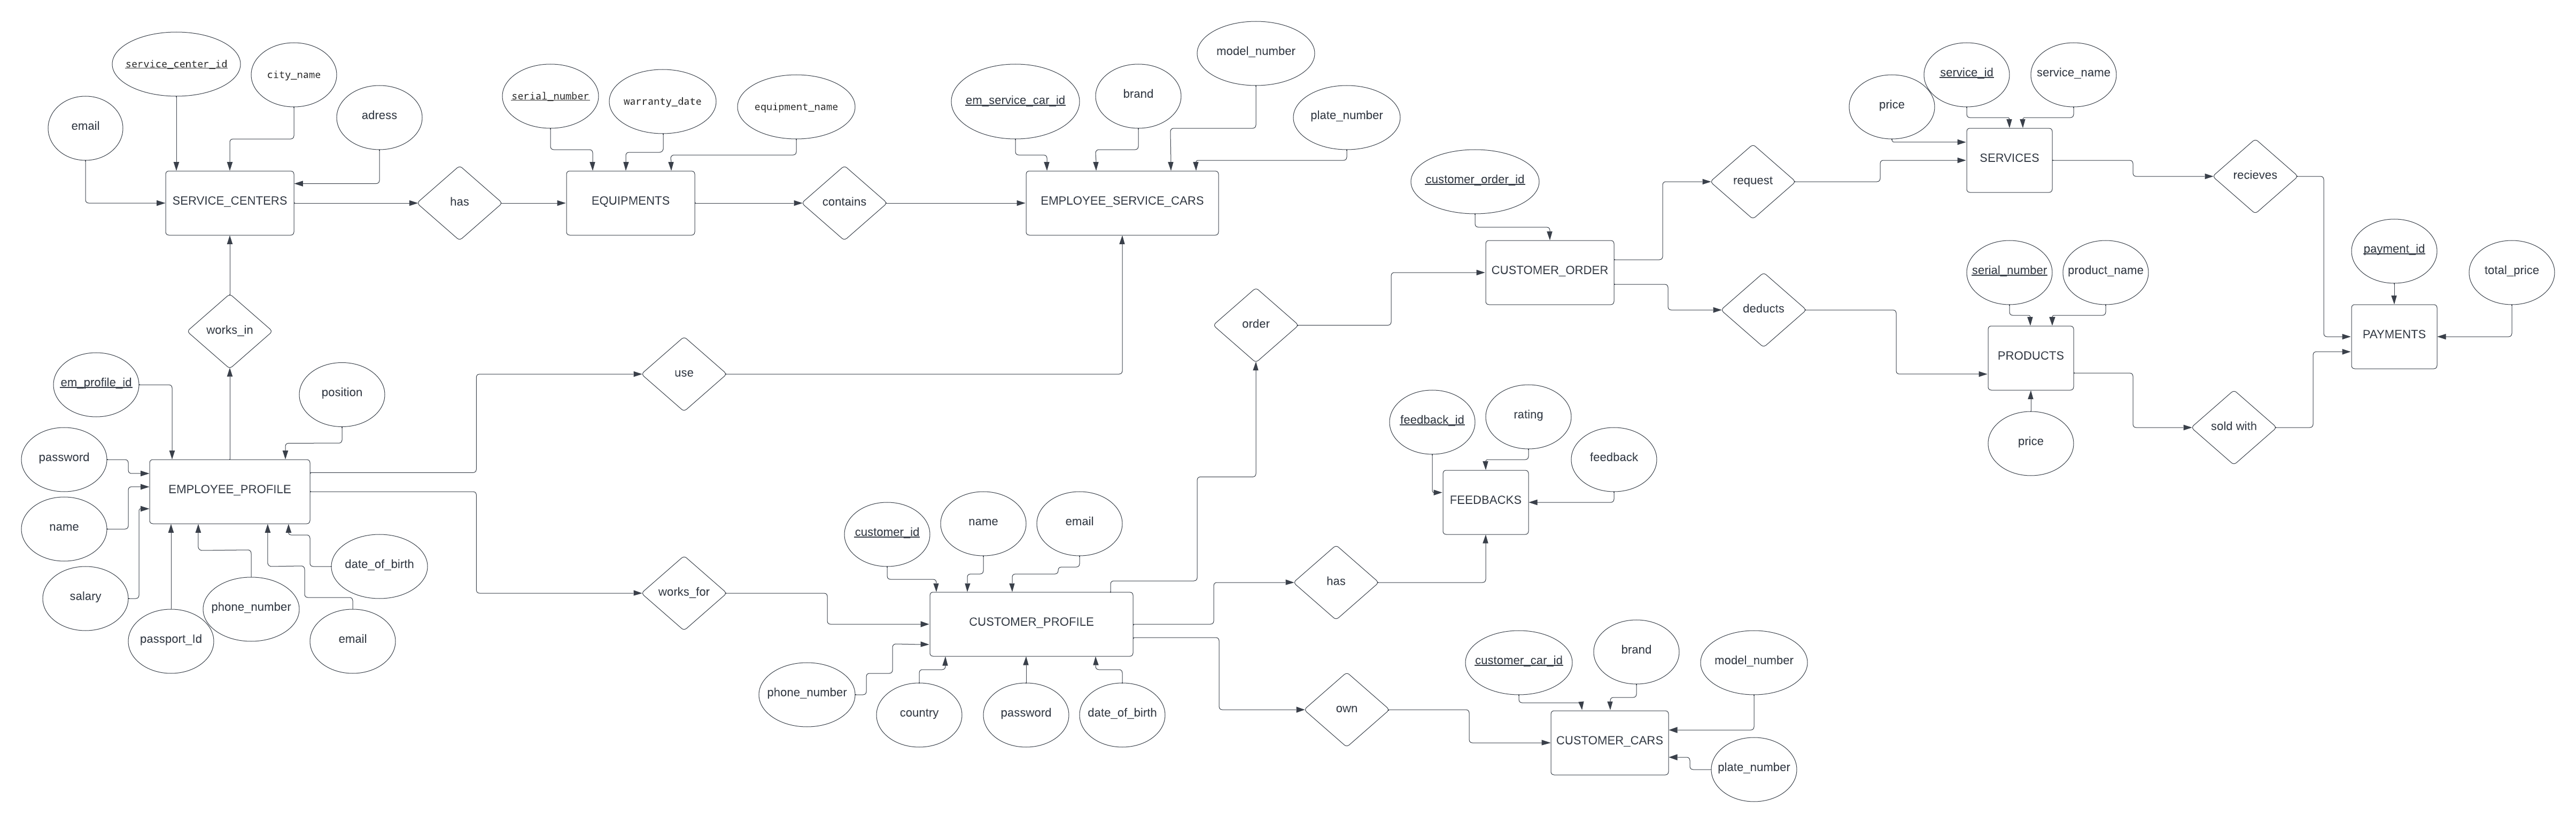 service_center_id
city_name
email
adress
SERVICE_CENTERS
has
serial_number
warranty_date
equipment_name
EQUIPMENTS
contains
em_service_car_id
brand
model_number
plate_number
EMPLOYEE_SERVICE_CARS
works_in
use
em_profile_id
position
password
name
salary
passport_Id
phone_number
email
date_of_birth
EMPLOYEE_PROFILE
works_for
customer_id
name
email
CUSTOMER_PROFILE
phone_number
country
password
date_of_birth
order
customer_order_id
CUSTOMER_ORDER
request
deducts
price
service_id
service_name
SERVICES
recieves
serial_number
product_name
PRODUCTS
price
sold with
payment_id
total_price
PAYMENTS
has
feedback_id
rating
feedback
FEEDBACKS
own
customer_car_id
brand
model_number
CUSTOMER_CARS
plate_number